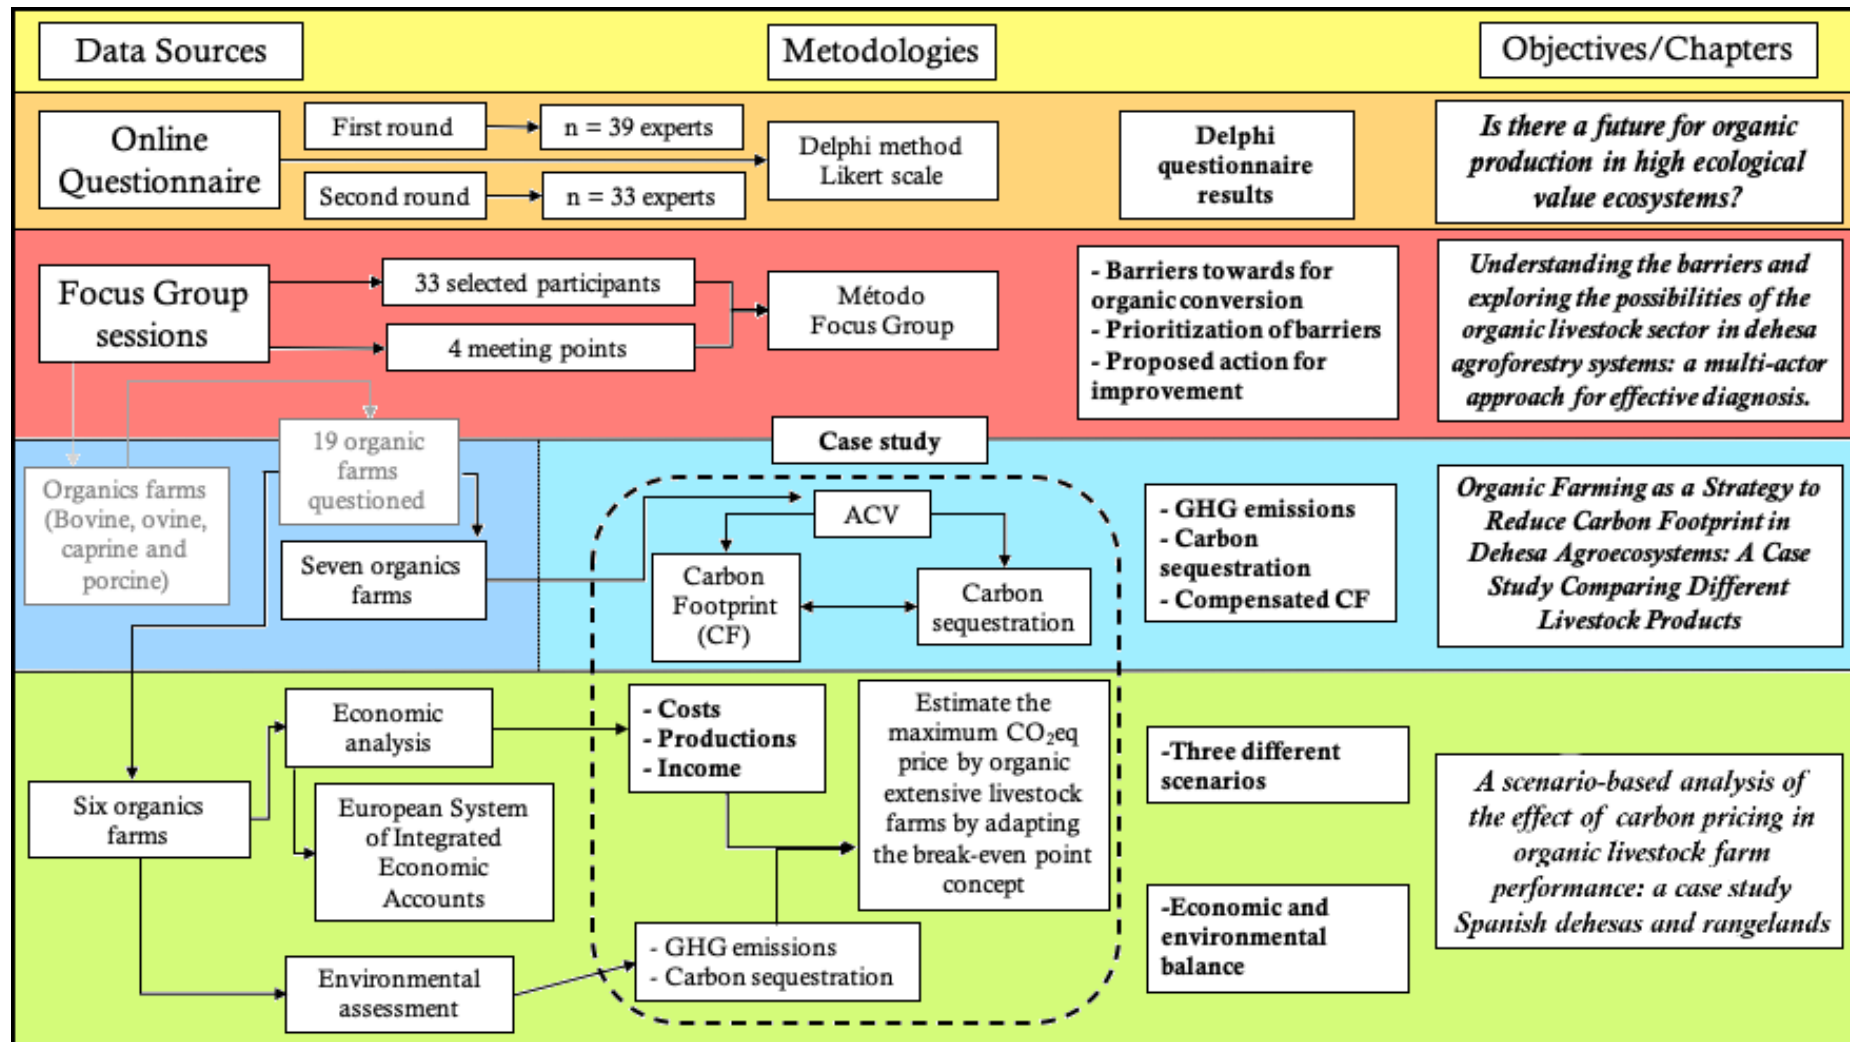 Data Sources
Metodologies
Objectives/Chapters
Online
Questionnaire
First round
n = 39 experts
Second round
n = 33 experts
Delphi method
Likert scale
Delphi
questionnaire
results
Is there a future for organic
production in high ecological
value ecosystems?
Focus Group
sessions
33 selected participants
4 meeting points
Método
Focus Group
- Barriers towards for
organic conversion
- Prioritization of barriers
- Proposed action for
improvement
Understanding the barriers and
exploring the possibilities of the
organic livestock sector in dehesa
agroforestry systems: a multi-actor
approach for effective diagnosis.
Organics farms
(Bovine, ovine,
caprine and
porcine)
19 organic
farms
questioned
Seven organics
farms
Case study
ACV
Carbon
Footprint
(CF)
Carbon
sequestration
- GHG emissions
- Carbon
sequestration
- Compensated CF
Organic Farming as a Strategy to
Reduce Carbon Footprint in
Dehesa Agroecosystems: A Case
Study Comparing Different
Livestock Products
Six organics
farms
Economic
analysis
European System
of Integrated
Economic
Accounts
Environmental
assessment
- Costs
- Productions
- Income
- GHG emissions
- Carbon sequestration
Estimate the
maximum CO₂eq
price by organic
extensive livestock
farms by adapting
the break-even point
concept
-Three different
scenarios
-Economic and
environmental
balance
A scenario-based analysis of
the effect of carbon pricing in
organic livestock farm
performance: a case study
Spanish dehesas and rangelands